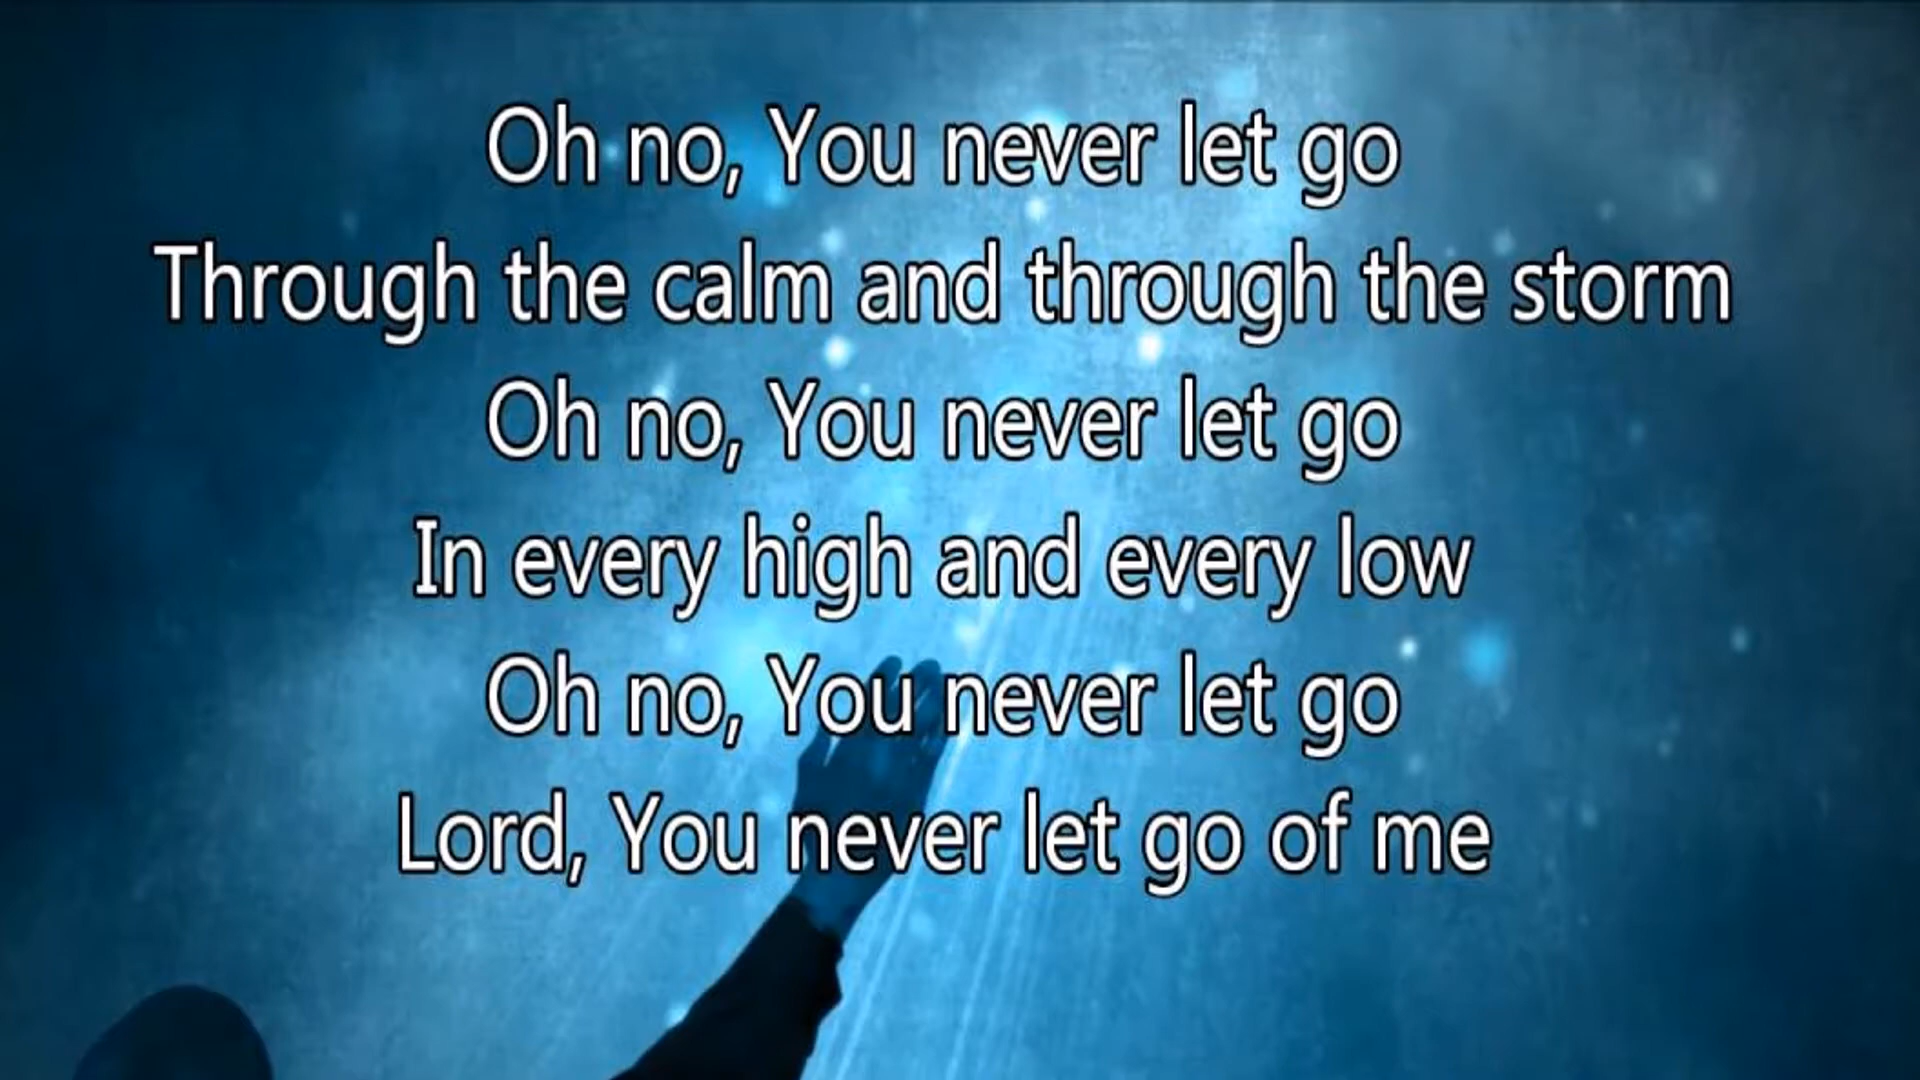 Oh no, You never let go
Through the calm and through the storm
Oh no, You never let go
In every high and every low
Oh no, You never let go
Lord, You never let go of me